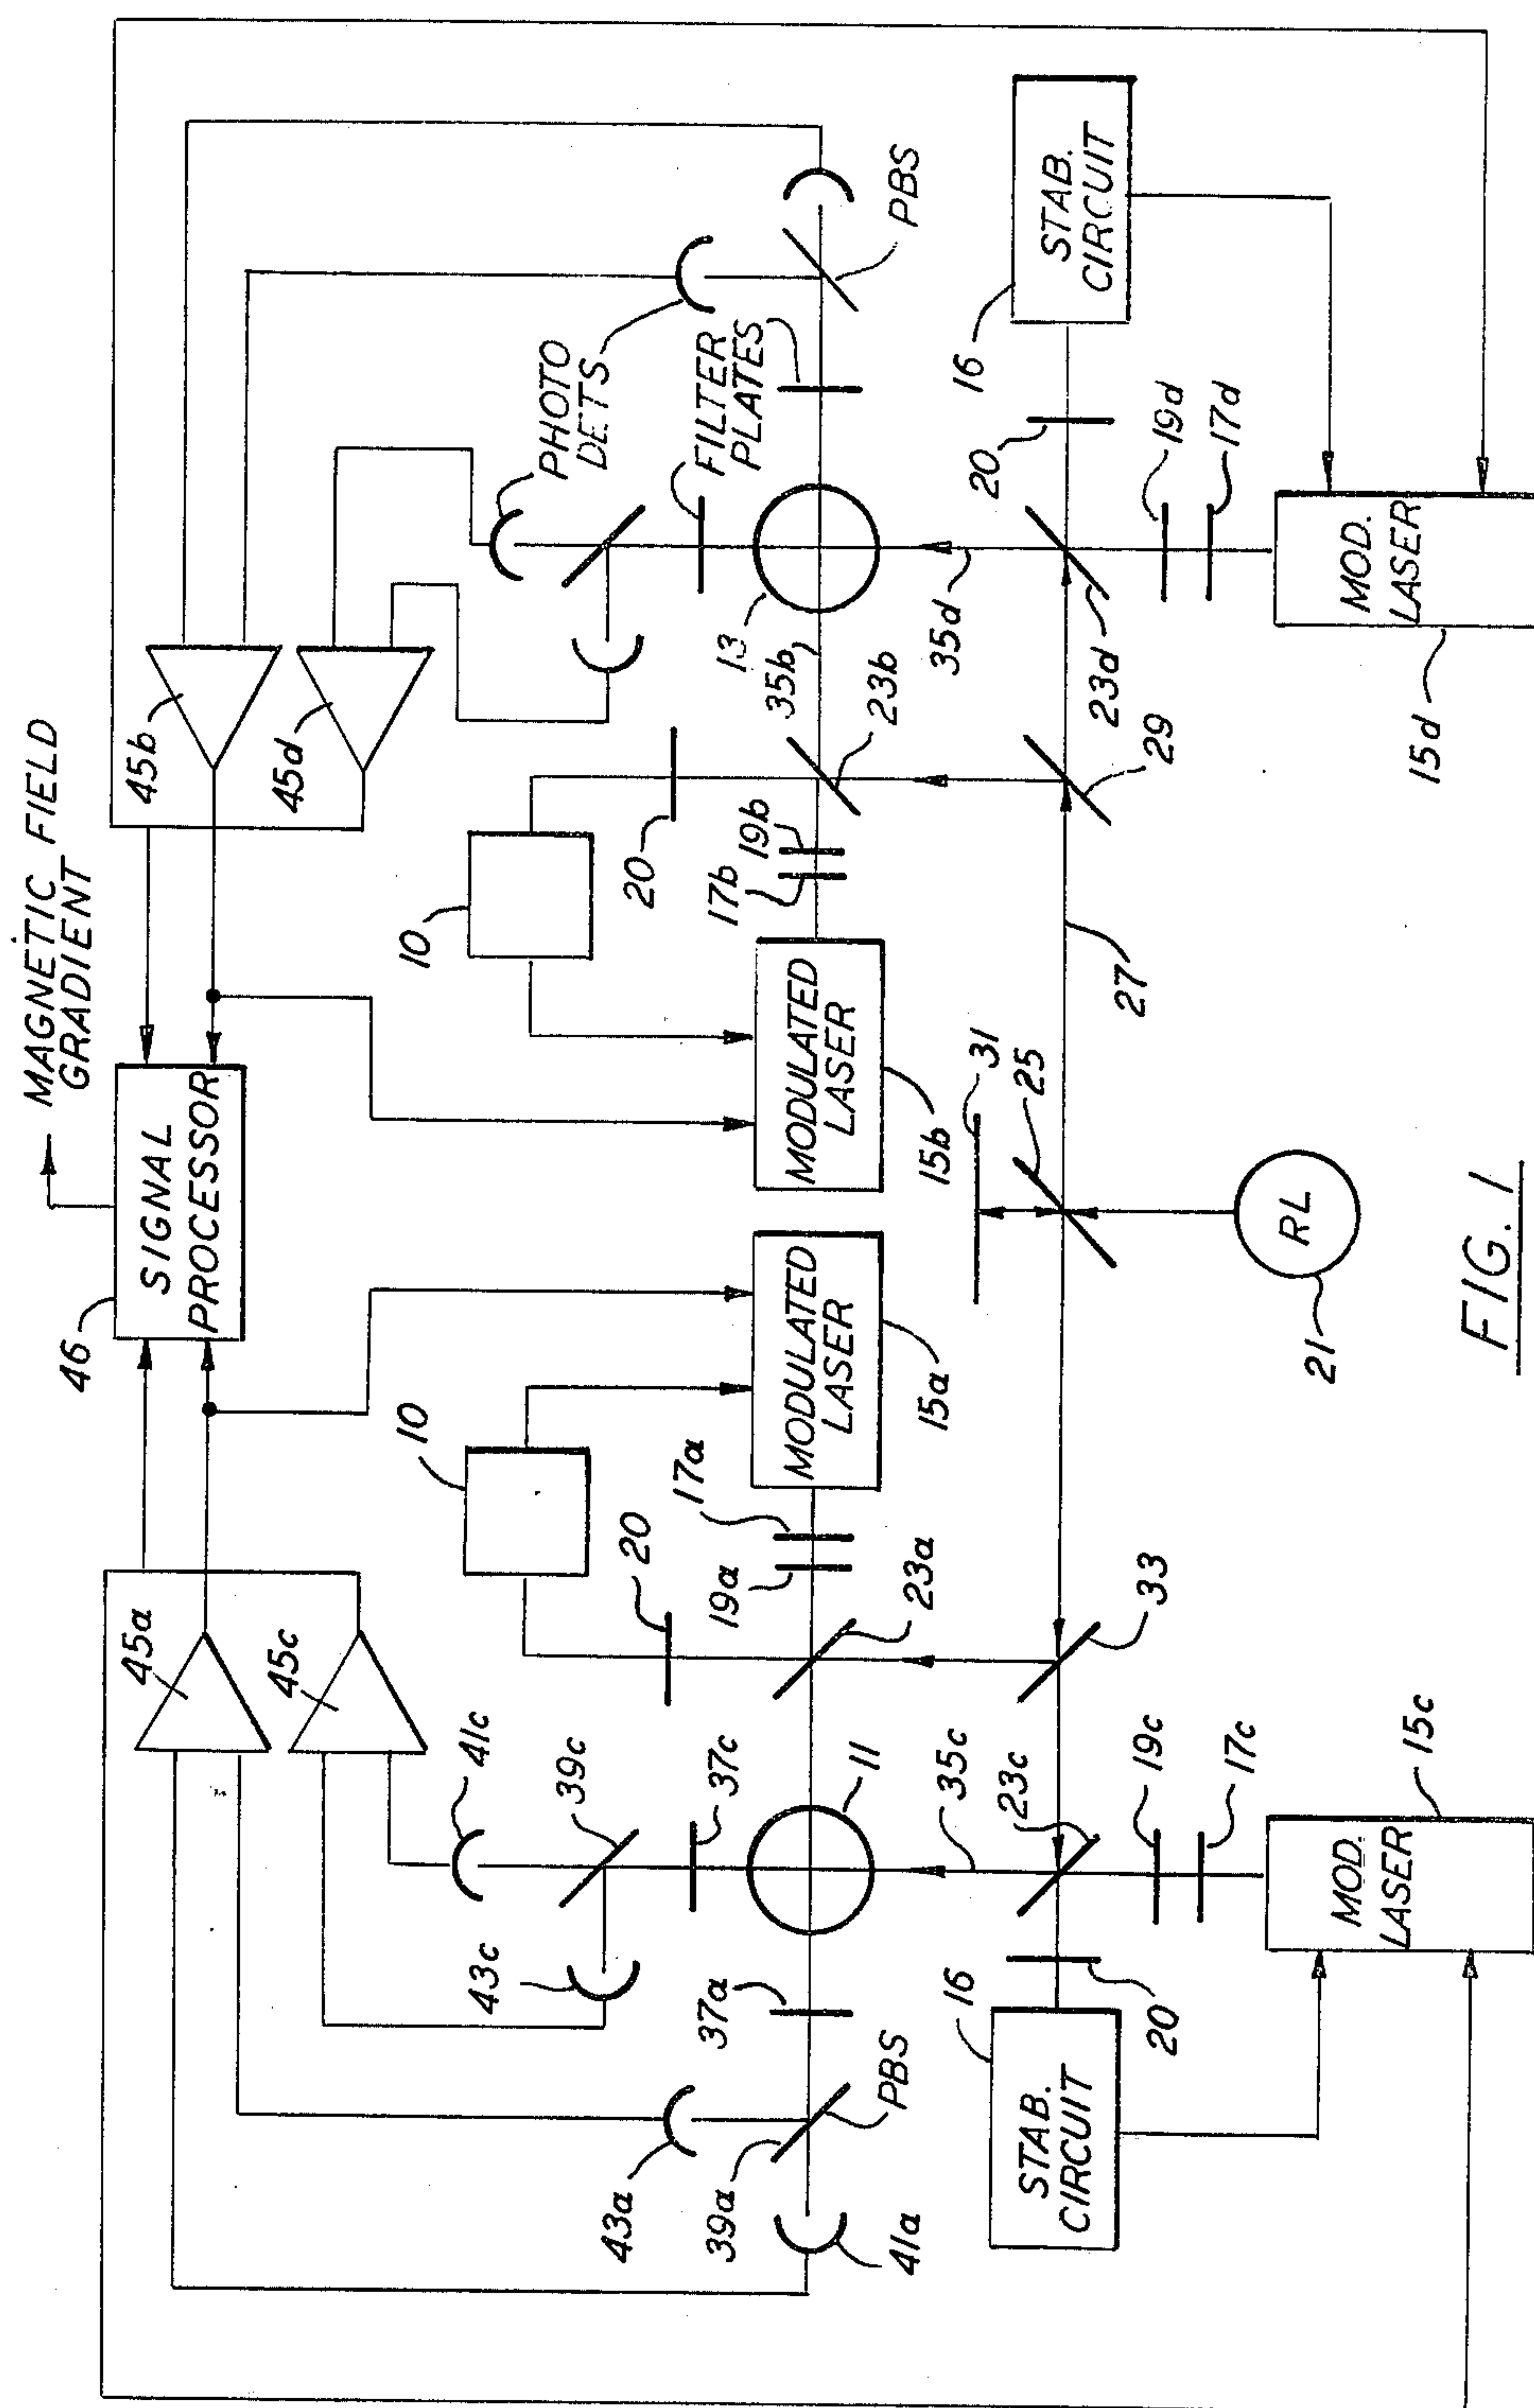 MAGNETIC FIELD
GRADIENT
46
SIGNAL
PROCESSOR
45a
45c
45b
45d
41c
39c
43c
37c
43a
39a
PBS
41a
37a
11
10
20
17a
19a
23a
MODULATED
LASER
15a
10
20
17b
19b
23b
MODULATED
LASER
15b
35b
13
PHOTO
DETS
FILTER
PLATES
PBS
35c
23c
33
31
25
27
29
23d
35d
16
STAB.
CIRCUIT
20
19c
17c
MOD.
LASER
15c
RL
21
16
STAB.
CIRCUIT
20
19d
17d
MOD.
LASER
15d
FIG. 1